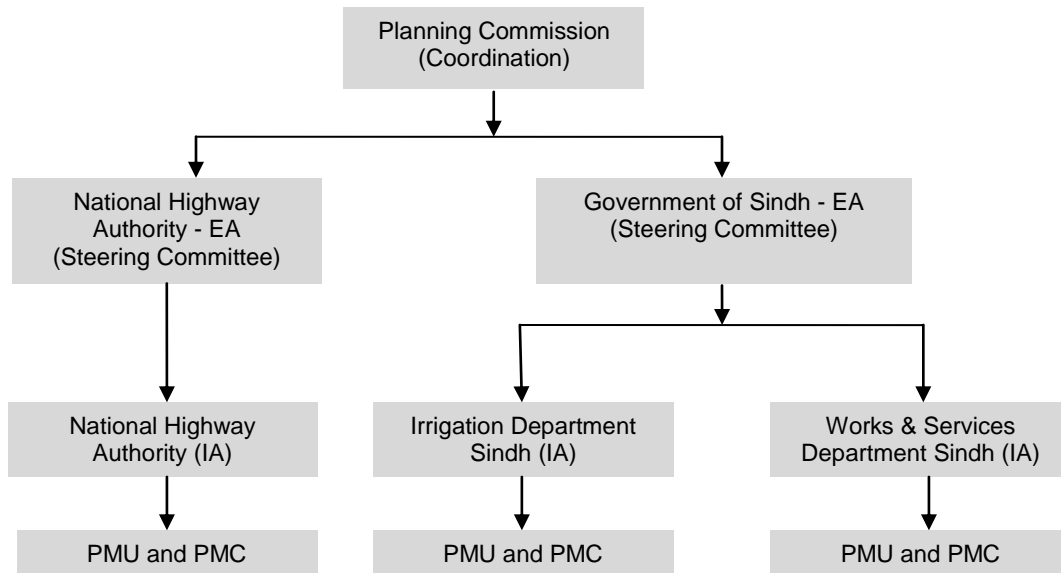 Planning Commission
(Coordination)
National Highway
Authority - EA
(Steering Committee)
Government of Sindh - EA
(Steering Committee)
National Highway
Authority (IA)
Irrigation Department
Sindh (IA)
Works & Services
Department Sindh (IA)
PMU and PMC
PMU and PMC
PMU and PMC